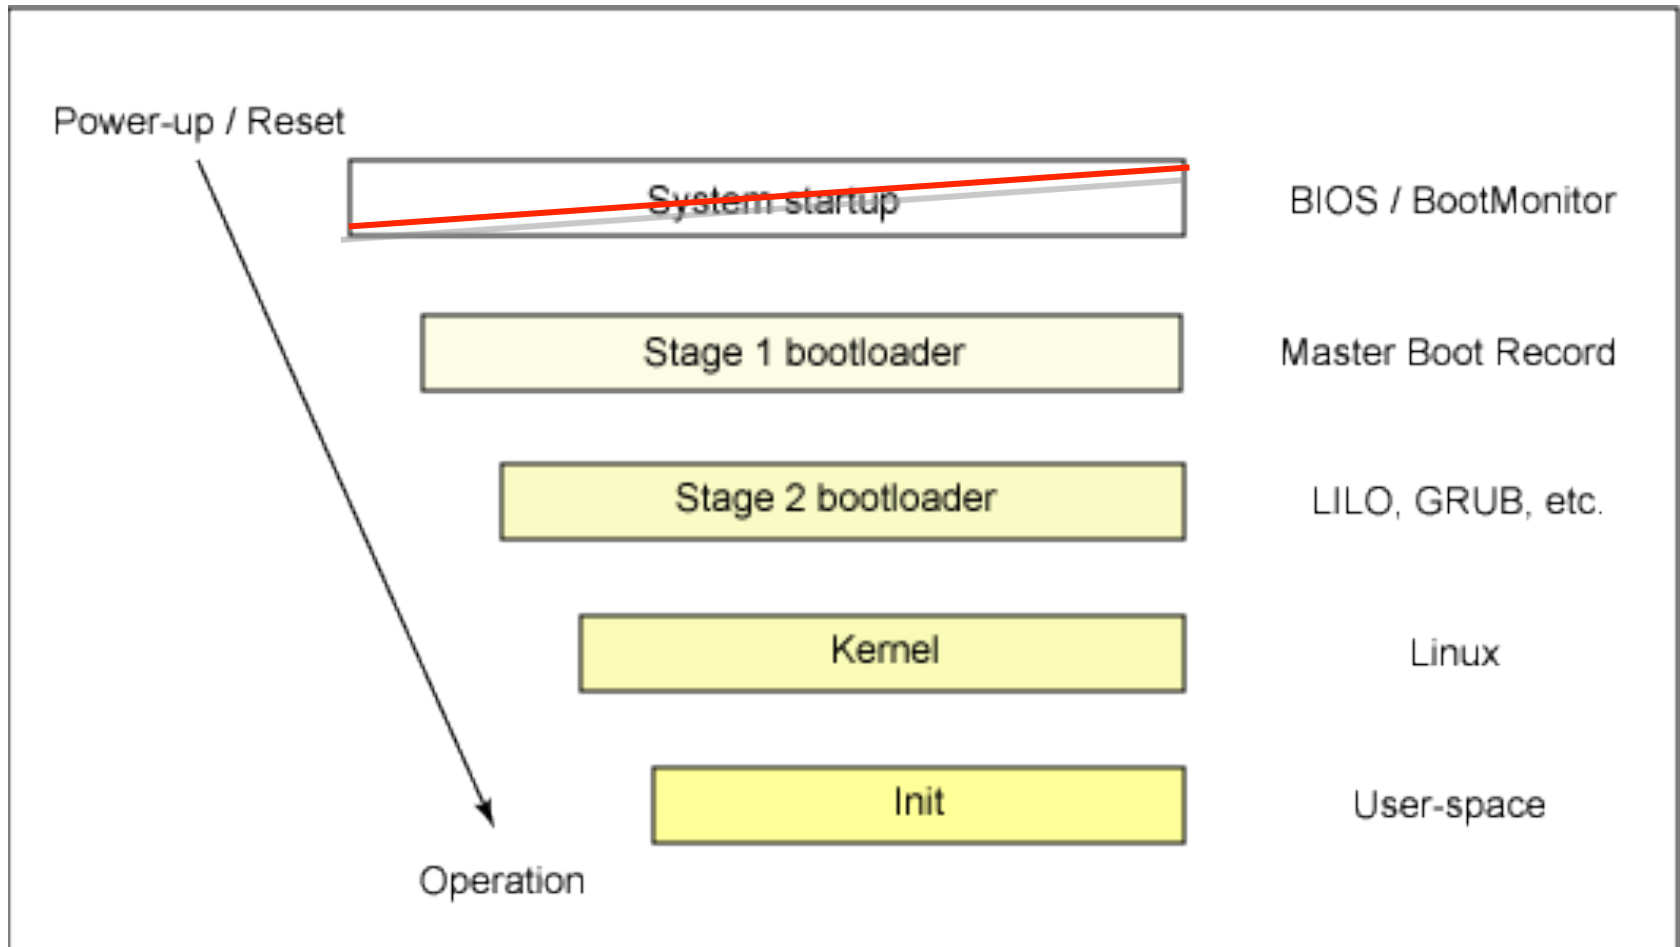 Power-up / Reset
System startup
BIOS / BootMonitor
Stage 1 bootloader
Master Boot Record
Stage 2 bootloader
LILO, GRUB, etc.
Kernel
Linux
Init
User-space
Operation